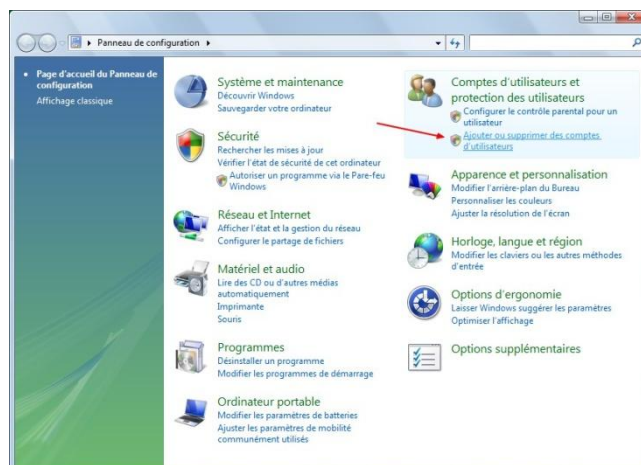 Panneau de configuration
Page d'accueil du Panneau de
configuration
Affichage classique
Système et maintenance
Découvrir Windows
Sauvegarder votre ordinateur
Sécurité
Rechercher les mises à jour
Vérifier l'état de sécurité de cet ordinateur
Autoriser un programme via le Pare-feu
Windows
Réseau et Internet
Afficher l'état et la gestion du réseau
Configurer le partage de fichiers
Matériel et audio
Lire des CD ou d'autres médias
automatiquement
Imprimante
Souris
Programmes
Désinstaller un programme
Modifier les programmes de démarrage
Ordinateur portable
Modifier les paramètres de batteries
Ajuster les paramètres de mobilité
communément utilisés
Comptes d'utilisateurs et
protection des utilisateurs
Configurer le contrôle parental pour un
utilisateur
Ajouter ou supprimer des comptes
d'utilisateurs
Apparence et personnalisation
Modifier l'arrière-plan du Bureau
Personnaliser les couleurs
Ajuster la résolution de l'écran
Horloge, langue et région
Modifier les claviers ou les autres méthodes
d'entrée
Options d'ergonomie
Laisser Windows suggérer les paramètres
Optimiser l'affichage
Options supplémentaires